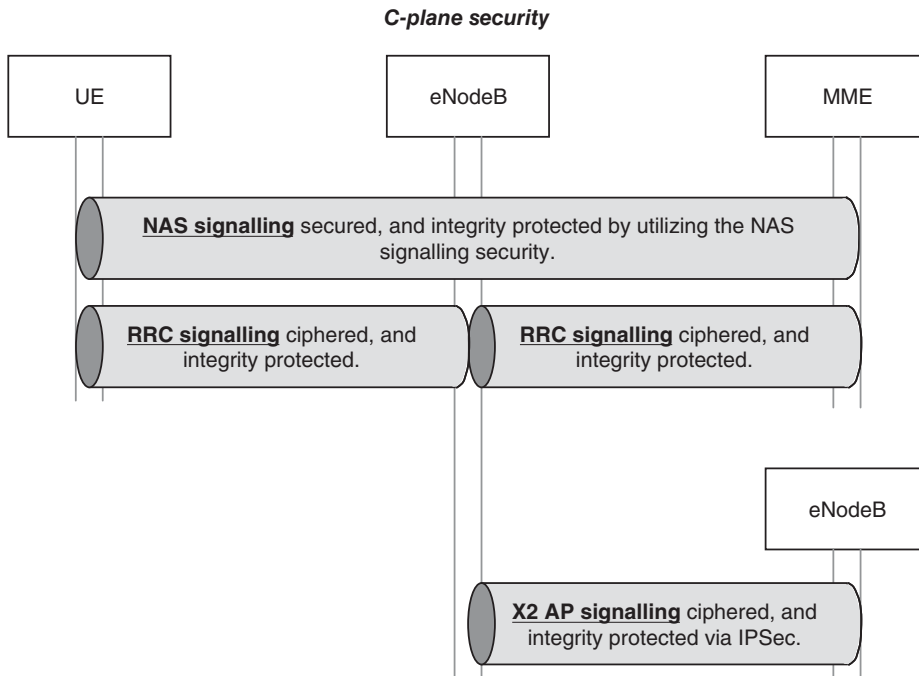 C-plane security
UE
eNodeB
MME
NAS signalling secured, and integrity protected by utilizing the NAS
signalling security.
RRC signalling ciphered, and
integrity protected.
RRC signalling ciphered, and
integrity protected.
eNodeB
X2 AP signalling ciphered, and
integrity protected via IPSec.